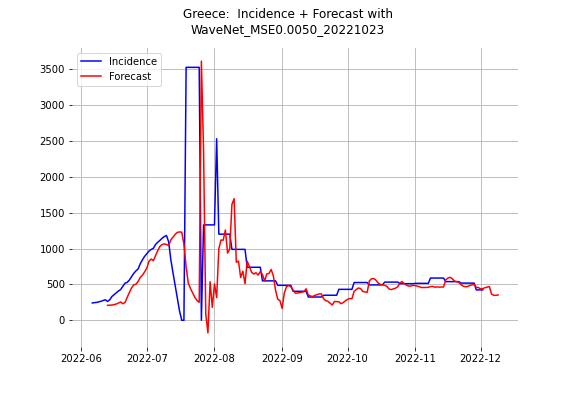 Greece:  Incidence + Forecast with
WaveNet_MSE0.0050_20221023
Incidence
Forecast
3500
3000
2500
2000
1500
1000
500
0
2022-06 2022-07 2022-08 2022-09 2022-10 2022-11 2022-12